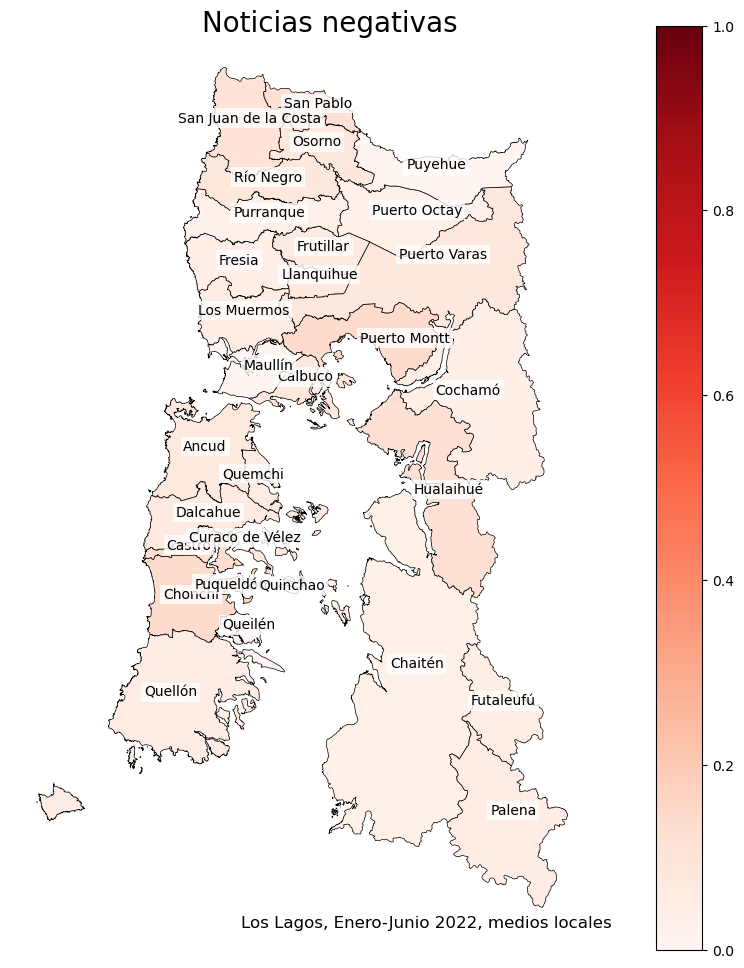 Noticias negativas
1.0
San Pablo
San Juan de la Costa
Osorno
Puyehue
Río Negro
0.8
Purranque
Puerto Octay
Frutillar
Puerto Varas
Fresia
Llanquihue
Los Muermos
Puerto Montt
Maullín
Calbuco
0.6
Cochamó
Ancud
Quemchi
Hualaihué
Dalcahue
Curaco de Vélez
Castro
0.4
Puqueldó
Quinchao
Chonchi
Queilén
Chaitén
Quellón
Futaleufú
0.2
Palena
Los Lagos, Enero-Junio 2022, medios locales
0.0